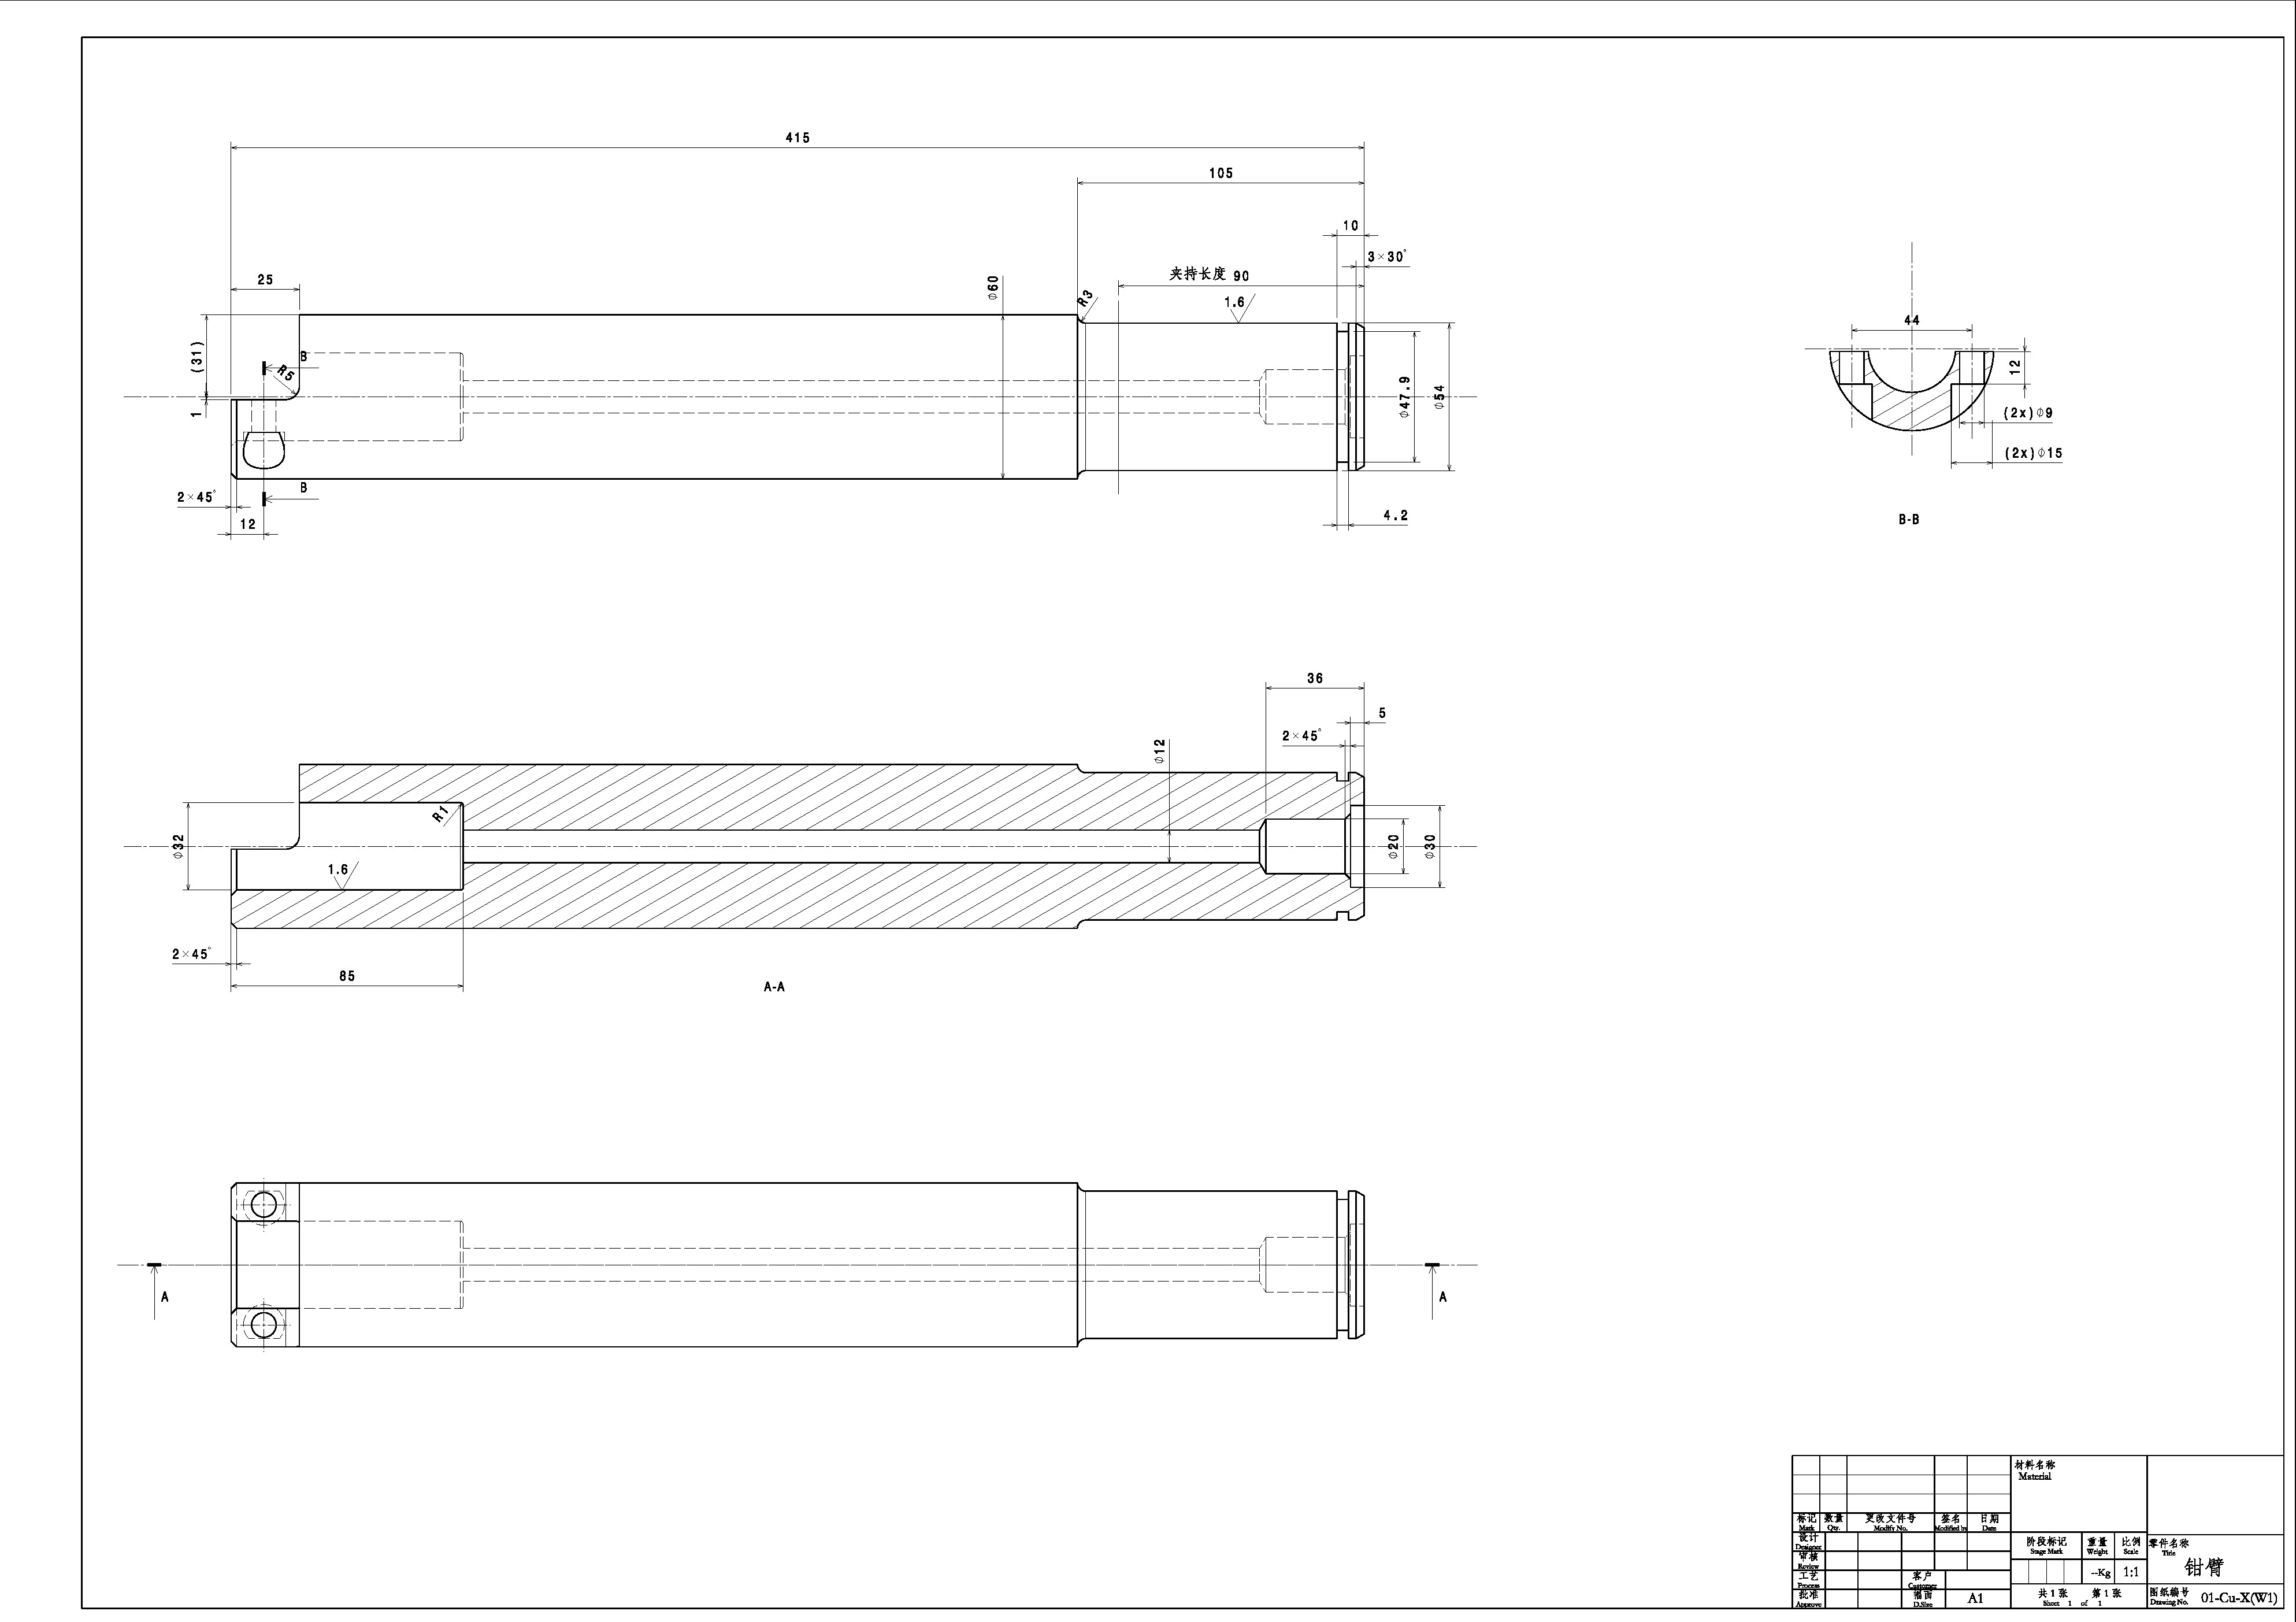 415
105
10
3×30°
夹持长度 90
25
φ60
R3
1.6
44
(31)
B
R5
12
1
φ47.9
φ54
(2x)φ9
(2x)φ15
B
2×45°
12
4.2
B-B
36
5
2×45°
φ12
R1
φ32
φ20
φ30
1.6
2×45°
85
A-A
A
A
材料名称
Material
标记 数量 更改文件号 签名 日期
Mark Qty. Modify No. Modified in Date
设计
Designer
阶段标记 重量 比例 零件名称
Stage Mark Weight Scale Title
审核
Review
钳臂
工艺
Process
客户
Customer
--Kg 1:1
批准
Approve
幅面
D.Size
A1
共 1 张 第 1 张
Sheet 1 of 1
图纸编号
Drawing No.
01-Cu-X(W1)